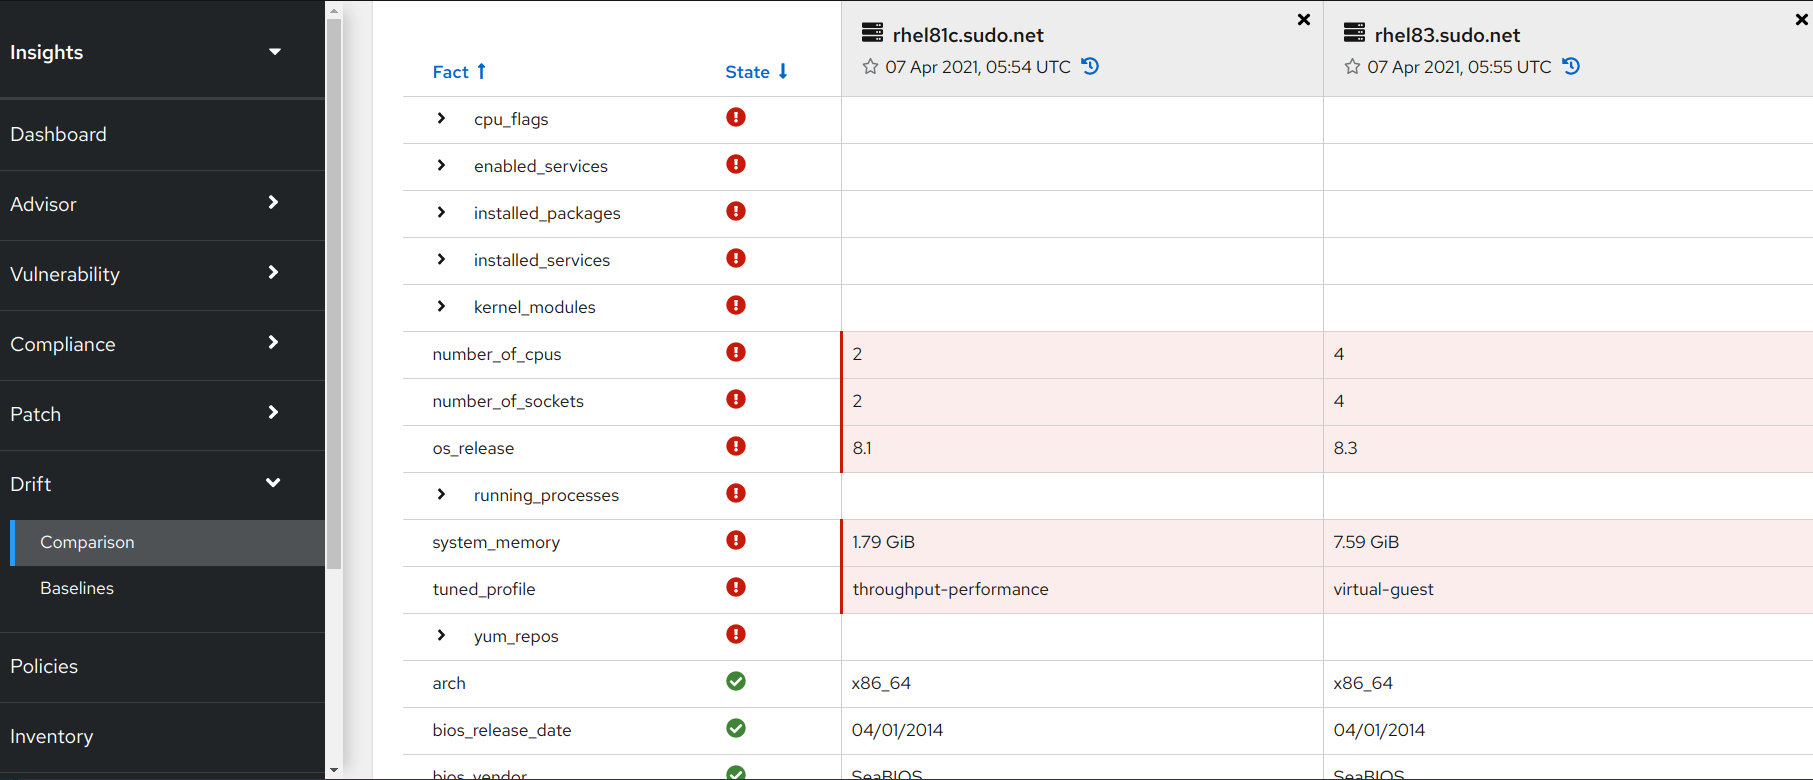 Insights
Dashboard
Advisor
Vulnerability
Compliance
Patch
Drift
Comparison
Baselines
Policies
Inventory
Fact State
rhel81c.sudo.net
07 Apr 2021, 05:54 UTC
rhel83.sudo.net
07 Apr 2021, 05:55 UTC
cpu_flags
enabled_services
installed_packages
installed_services
kernel_modules
number_of_cpus 2 4
number_of_sockets 2 4
os_release 8.1 8.3
running_processes
system_memory 1.79 GiB 7.59 GiB
tuned_profile throughput-performance virtual-guest
yum_repos
arch x86_64 x86_64
bios_release_date 04/01/2014 04/01/2014
bios_vendor SeaBIOS SeaBIOS